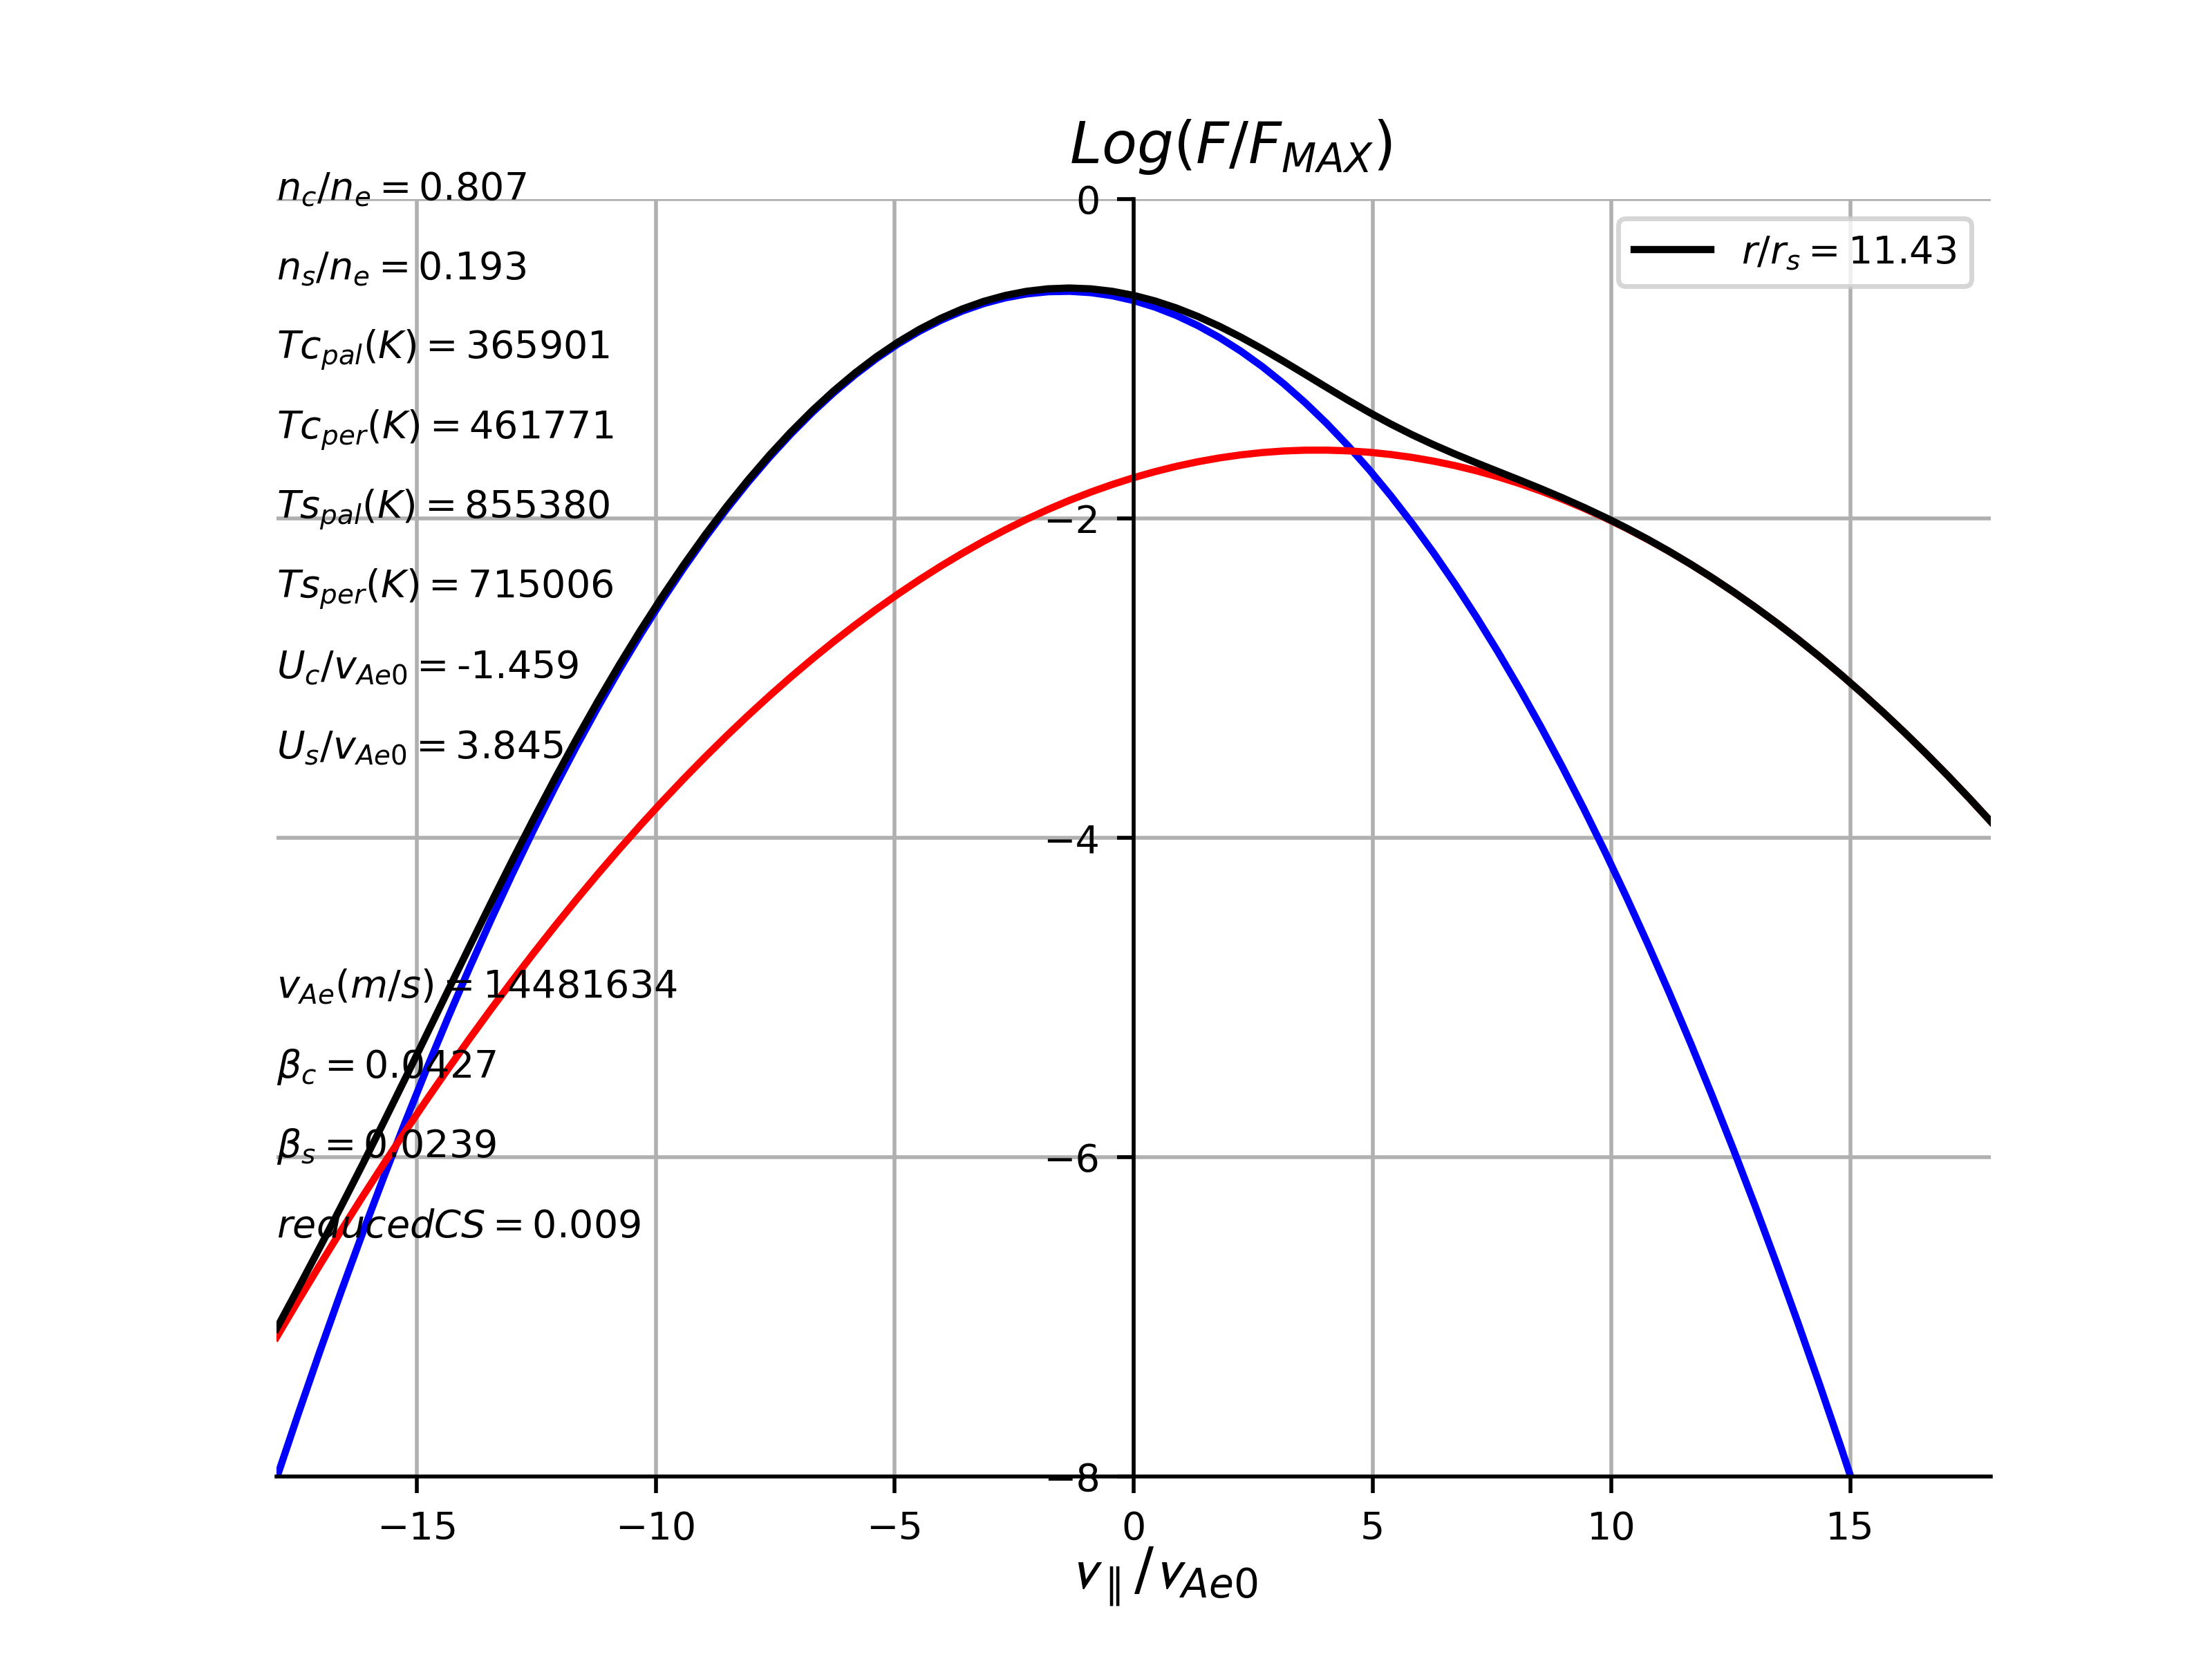 Log(F/F_MAX)
n_c/n_e = 0.807
0
r/r_s = 11.43
n_s/n_e = 0.193
Tc_pal(K) = 365901
Tc_per(K) = 461771
Ts_pal(K) = 855380
−2
Ts_per(K) = 715006
U_c/v_Ae0 = -1.459
U_s/v_Ae0 = 3.845
−4
v_Ae(m/s) = 14481634
β_c = 0.0427
β_s = 0.0239
−6
reducedCS = 0.009
−8
−15 −10 −5 0 5 10 15
v_∥/v_Ae0